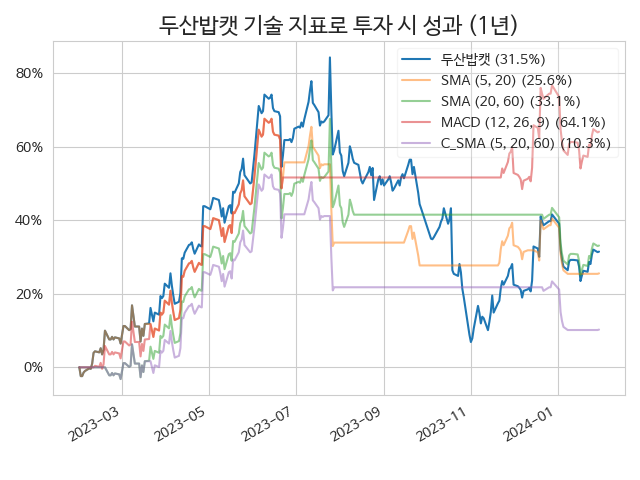 두산밥캣 기술 지표로 투자 시 성과 (1년)
두산밥캣 (31.5%)
SMA (5, 20) (25.6%)
SMA (20, 60) (33.1%)
MACD (12, 26, 9) (64.1%)
C_SMA (5, 20, 60) (10.3%)
80%
60%
40%
20%
0%
2023-03
2023-05
2023-07
2023-09
2023-11
2024-01